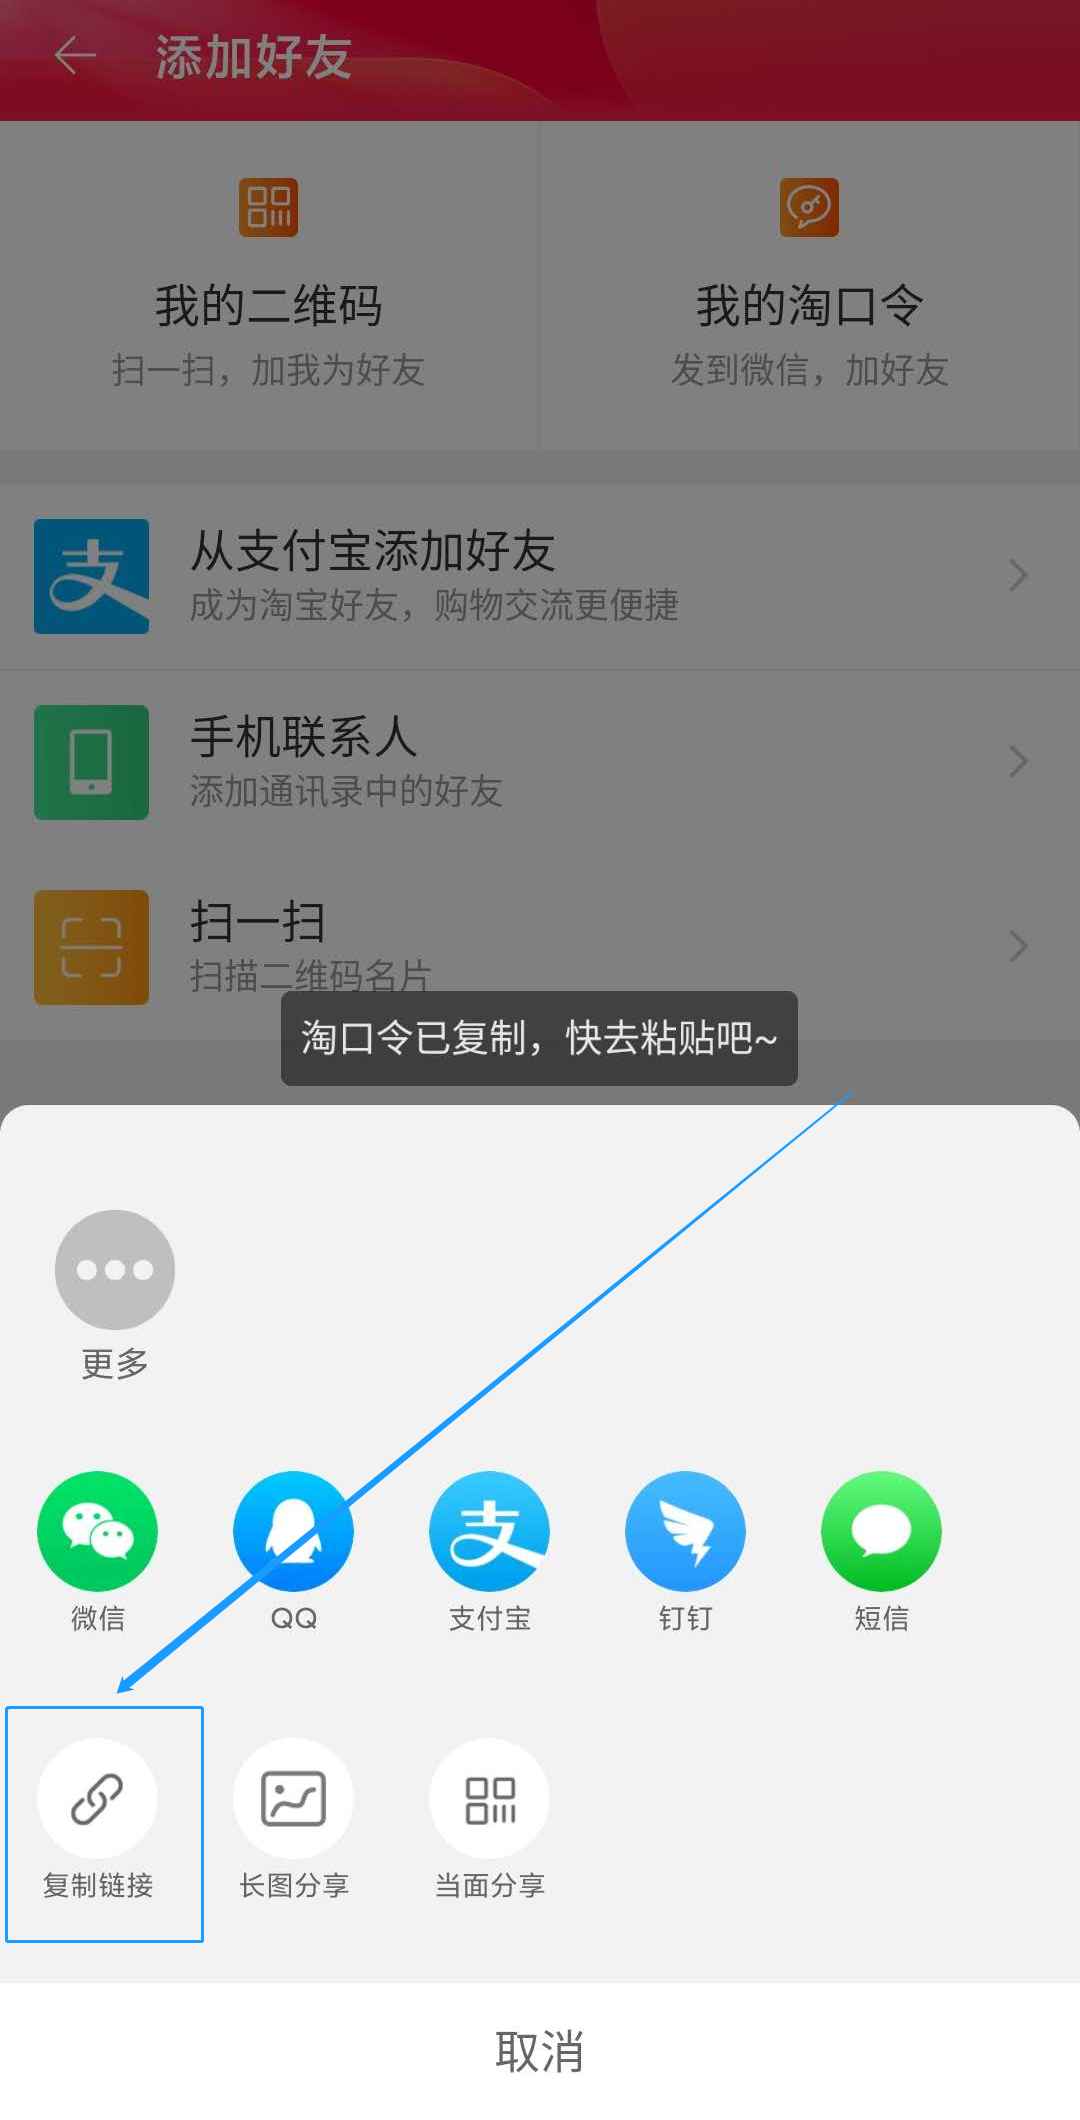 添加好友
我的二维码
扫一扫，加我为好友
我的淘口令
发到微信，加好友
从支付宝添加好友
成为淘宝好友，购物交流更便捷
手机联系人
添加通讯录中的好友
扫一扫
扫描二维码名片
淘口令已复制，快去粘贴吧~
更多
微信
QQ
支付宝
钉钉
短信
复制链接
长图分享
当面分享
取消